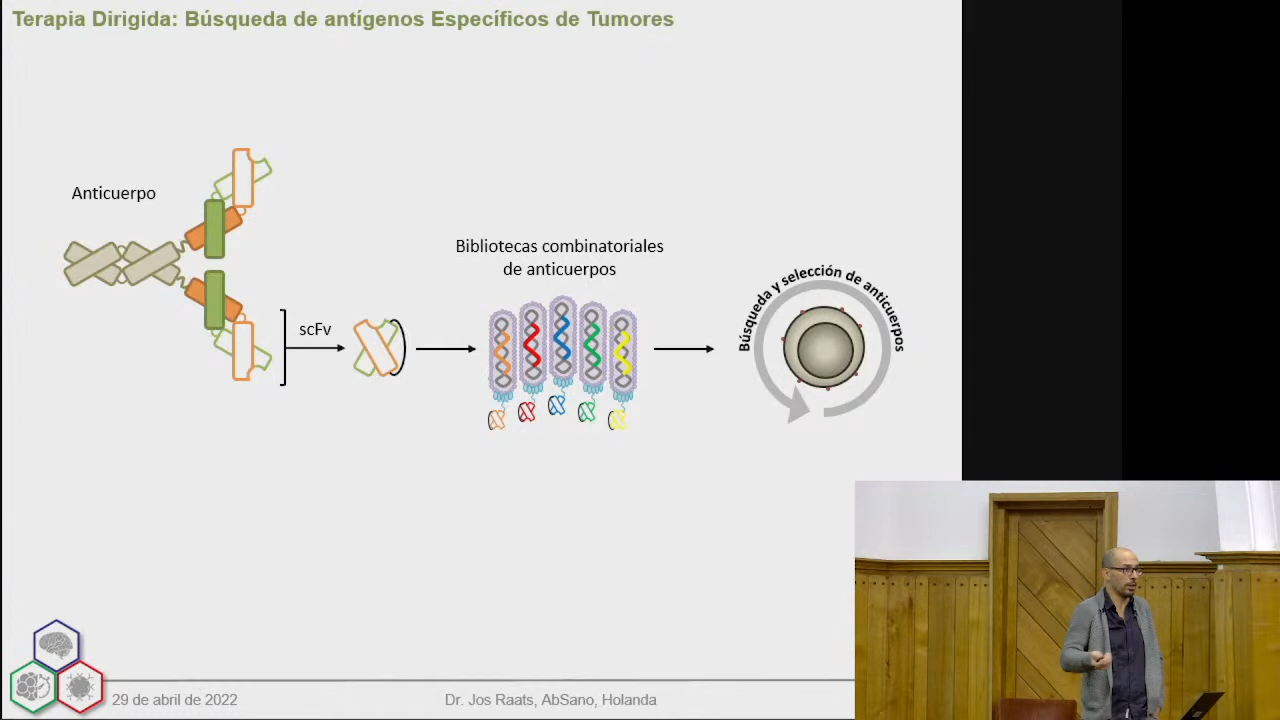 Terapia Dirigida: Búsqueda de antígenos Específicos de Tumores
Anticuerpo
scFv
Bibliotecas combinatoriales
de anticuerpos
Búsqueda y selección de anticuerpos
29 de abril de 2022
Dr. Jos Raats, AbSano, Holanda